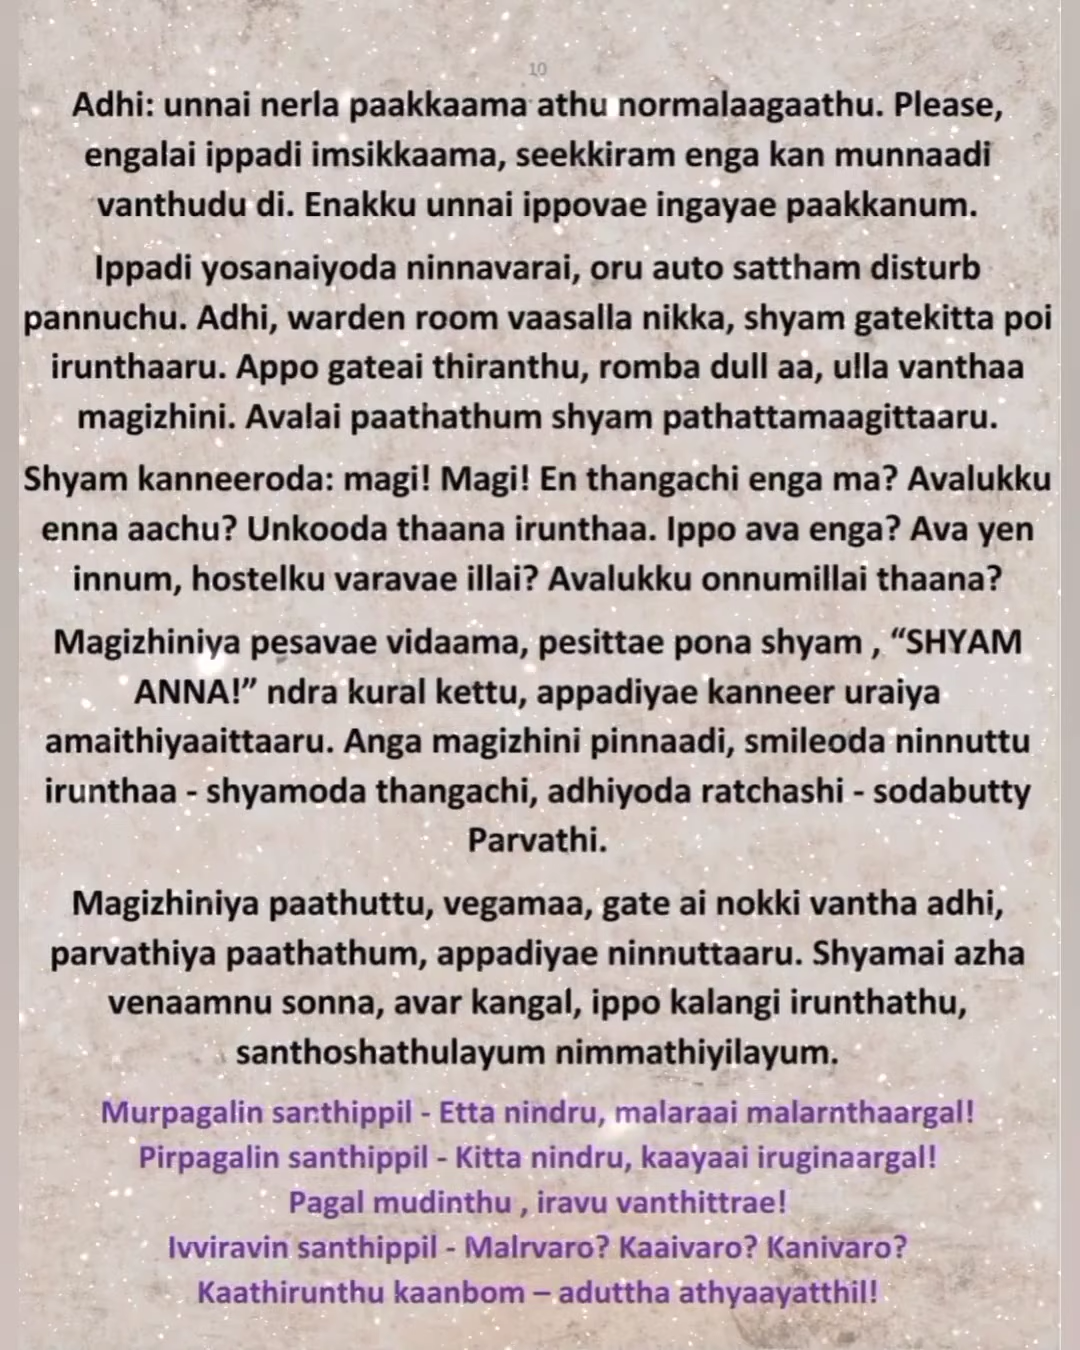 10
Adhi: unnai nerla paakkaama athu normalaagaathu. Please,
engalai ippadi imsikkaama, seekkiram enga kan munnaadi
vanthudu di. Enakku unnai ippovae ingayae paakkanum.
Ippadi yosanaiyoda ninnavarai, oru auto sattham disturb
pannuchu. Adhi, warden room vaasalla nikka, shyam gatekitta poi
irunthaaru. Appo gateai thiranthu, romba dull aa, ulla vanthaa
magizhini. Avalai paathathum shyam pathattamaagittaaru.
Shyam kanneeroda: magi! Magi! En thangachi enga ma? Avalukku
enna aachu? Unkooda thaana irunthaa. Ippo ava enga? Ava yen
innum, hostelku varavae illai? Avalukku onnumillai thaana?
Magizhiniya pesavae vidaama, pesittae pona shyam , “SHYAM
ANNA!” ndra kural kettu, appadiyae kanneer uraiya
amaithiyaaittaaru. Anga magizhini pinnaadi, smileoda ninnuttu
irunthaa - shyamoda thangachi, adhiyoda ratchashi - sodabutty
Parvathi.
Magizhiniya paathuttu, vegamaa, gate ai nokki vantha adhi,
parvathiya paathathum, appadiyae ninnuttaaru. Shyamai azha
venaamnu sonna, avar kangal, ippo kalangi irunthathu,
santhoshathulayum nimmathiyilayum.
Murpagalin santhippil - Etta nindru, malaraai malarnthaargal!
Pirpagalin santhippil - Kitta nindru, kaayaai iruginaargal!
Pagal mudinthu , iravu vanthittrae!
Ivviravin santhippil - Malrvaro? Kaaivaro? Kanivaro?
Kaathirunthu kaanbom – aduttha athyaayatthil!